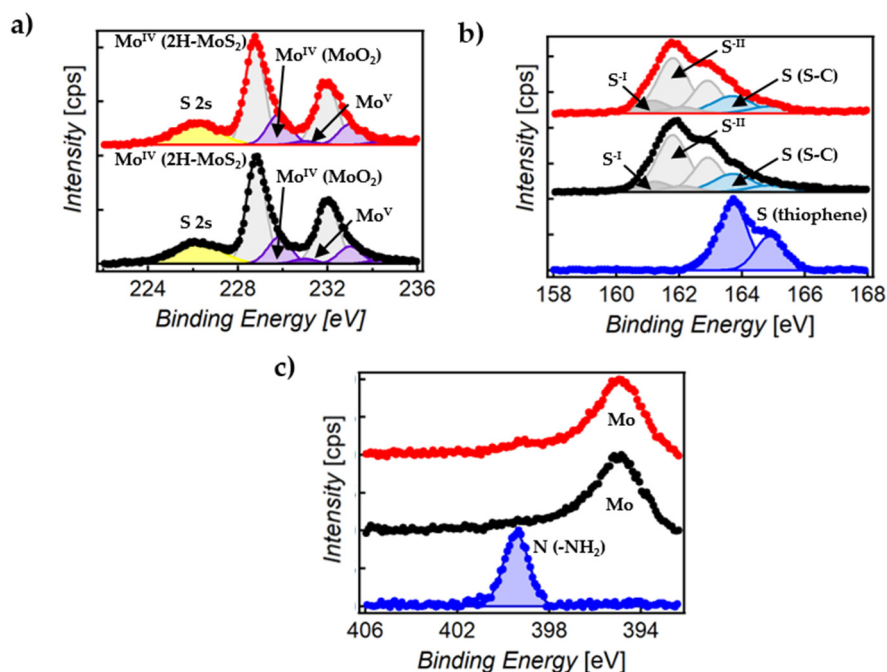 a)
Intensity [cps]
Mo^IV (2H-MoS₂)
Mo^IV (MoO₂)
S 2s
Mo^V
Mo^IV (2H-MoS₂)
Mo^IV (MoO₂)
S 2s
Mo^V
224 228 232 236
Binding Energy [eV]
b)
Intensity [cps]
S^-II
S^-I
S (S-C)
S^-II
S^-I
S (S-C)
S (thiophene)
158 160 162 164 166 168
Binding Energy [eV]
c)
Intensity [cps]
Mo
Mo
N (-NH₂)
406 402 398 394
Binding Energy [eV]